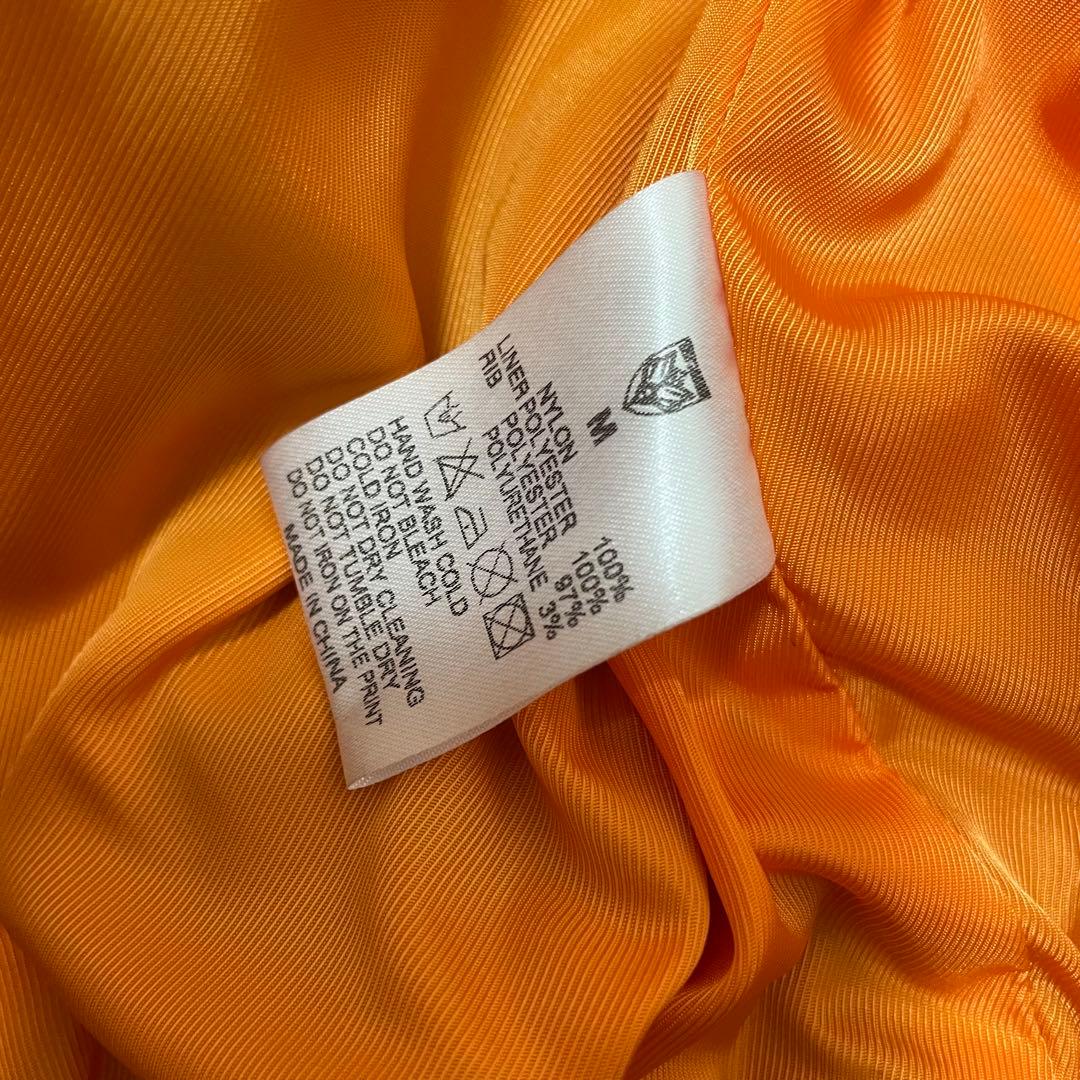 M
NYLON 100%
LINER POLYESTER 100%
RIB POLYESTER 97%
POLYURETHANE 3%
HAND WASH COLD
DO NOT BLEACH
COLD IRON
DO NOT DRY CLEANING
DO NOT TUMBLE DRY
DO NOT IRON ON THE PRINT
MADE IN CHINA